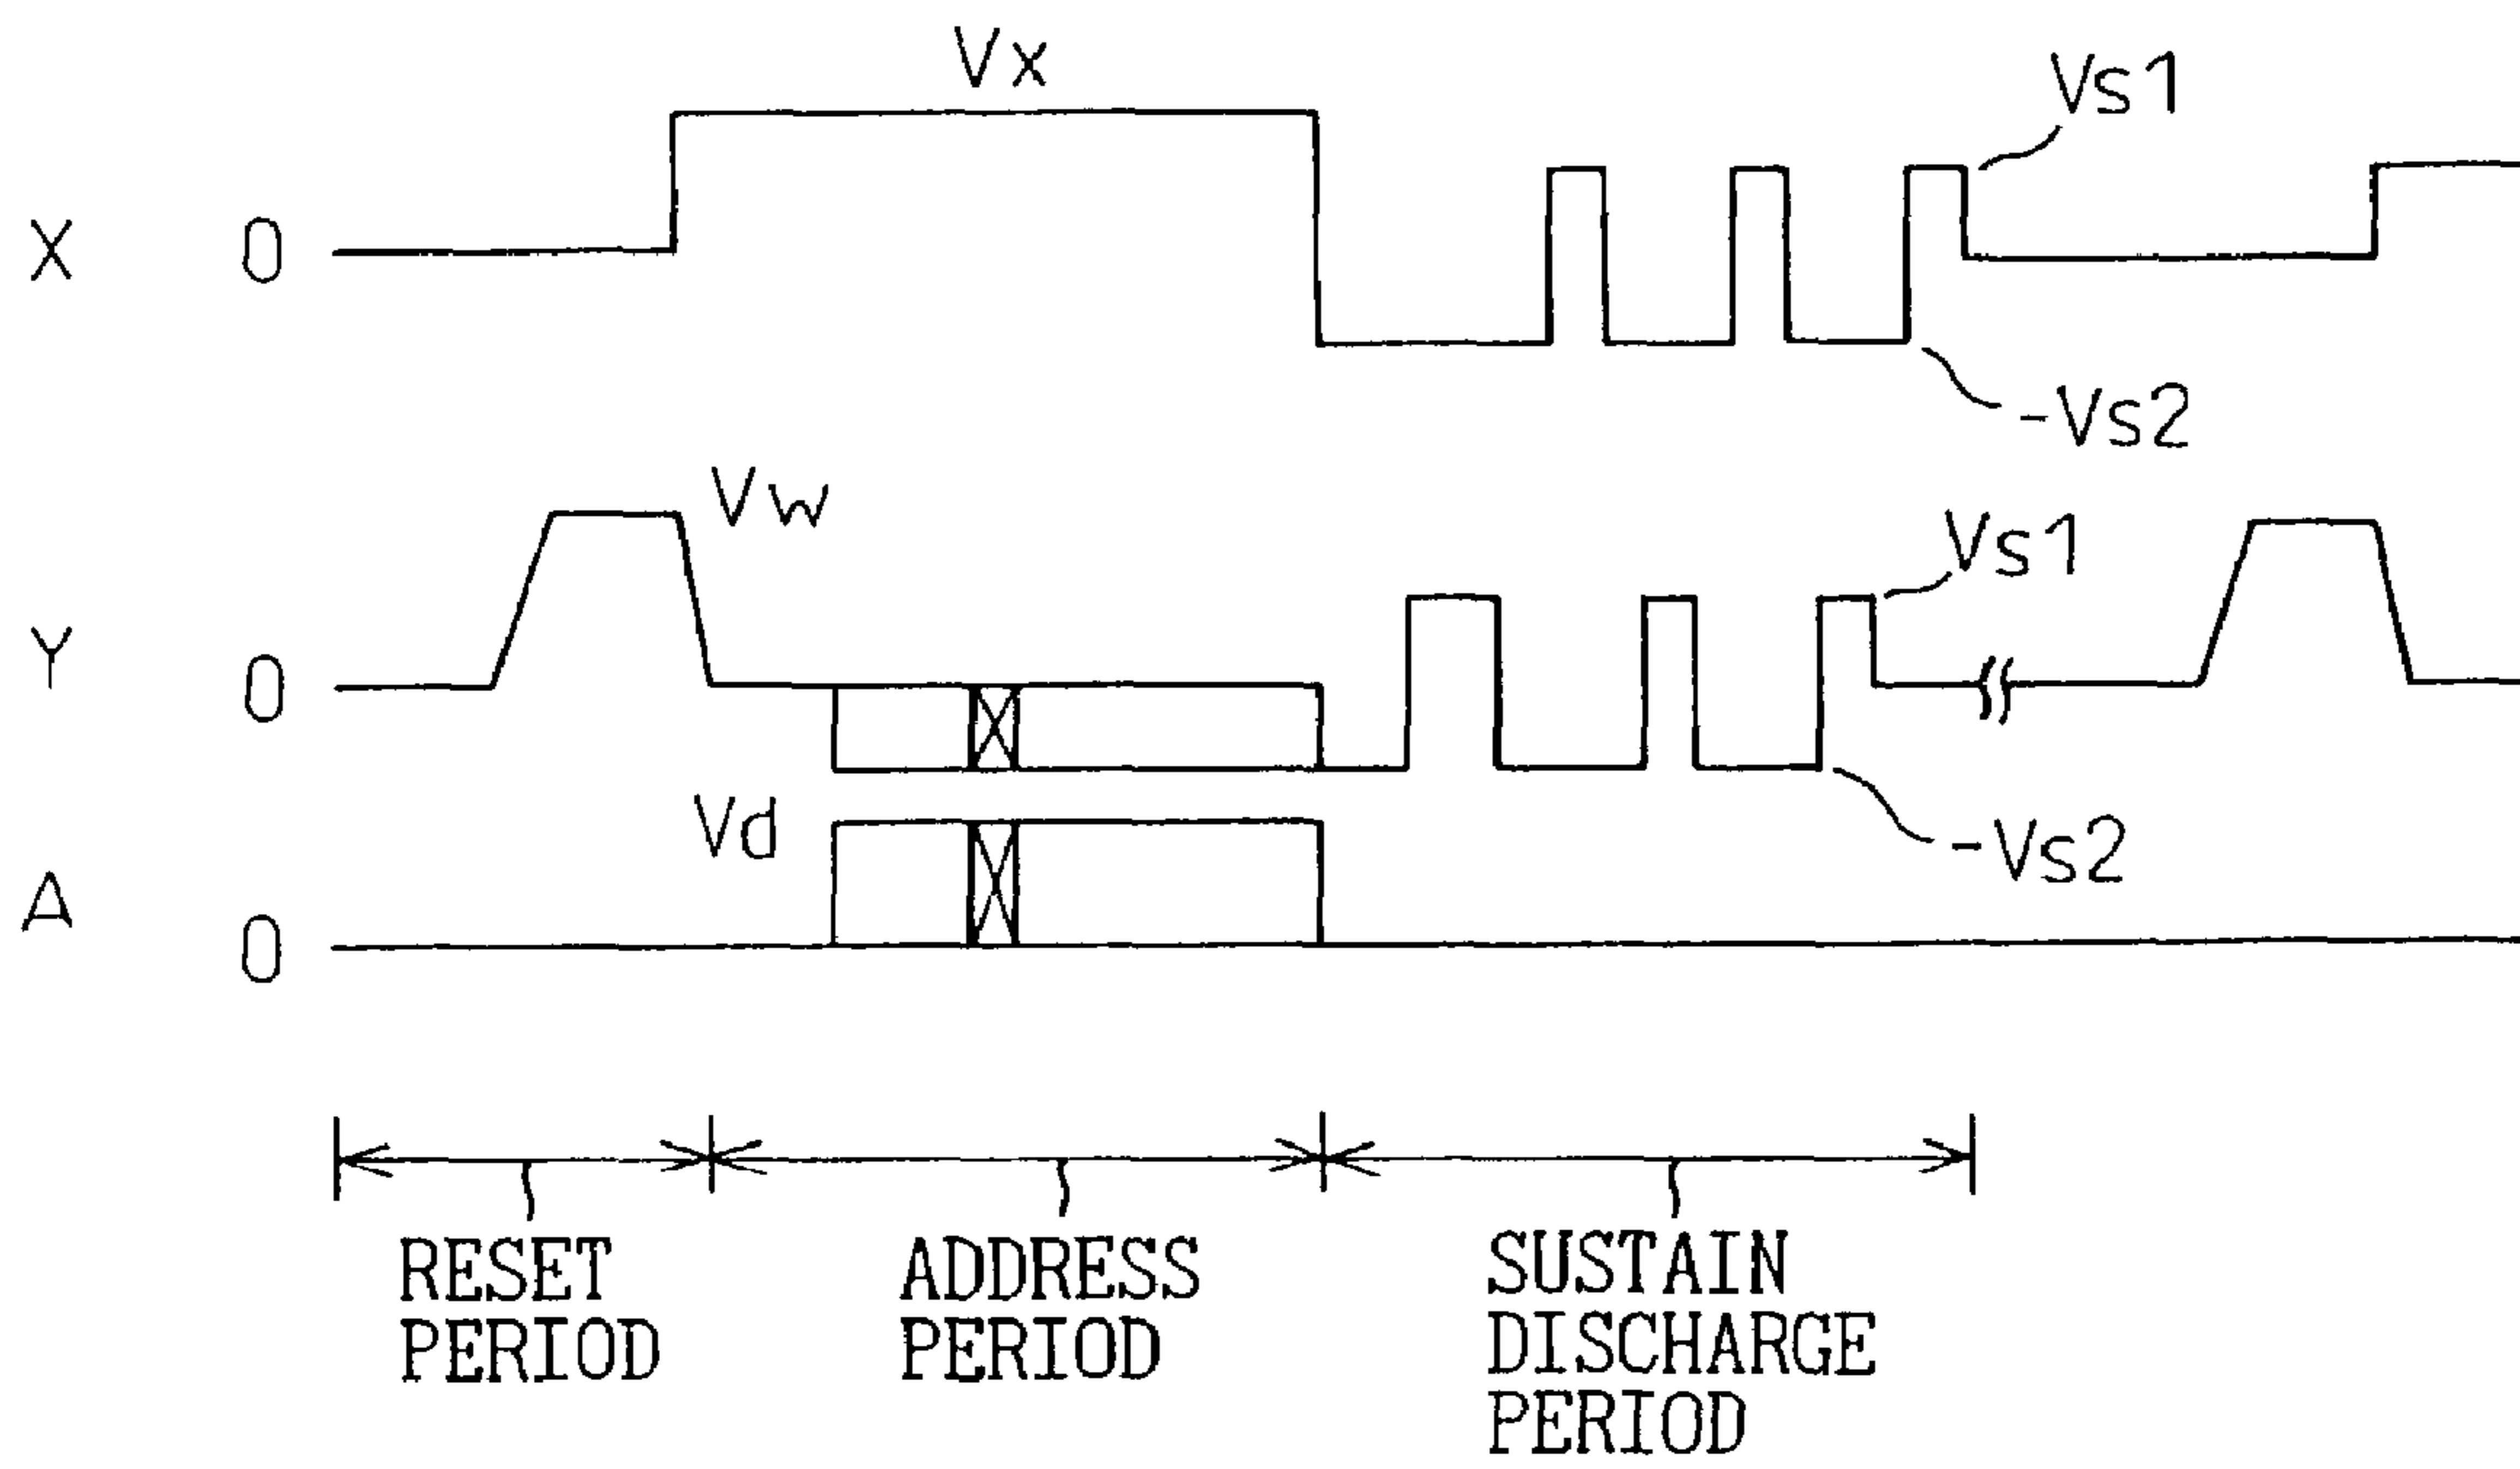 Vx
Vs1
X 0
-Vs2
Vw
Vs1
Y 0
Vd
-Vs2
A 0
RESET PERIOD
ADDRESS PERIOD
SUSTAIN DISCHARGE PERIOD